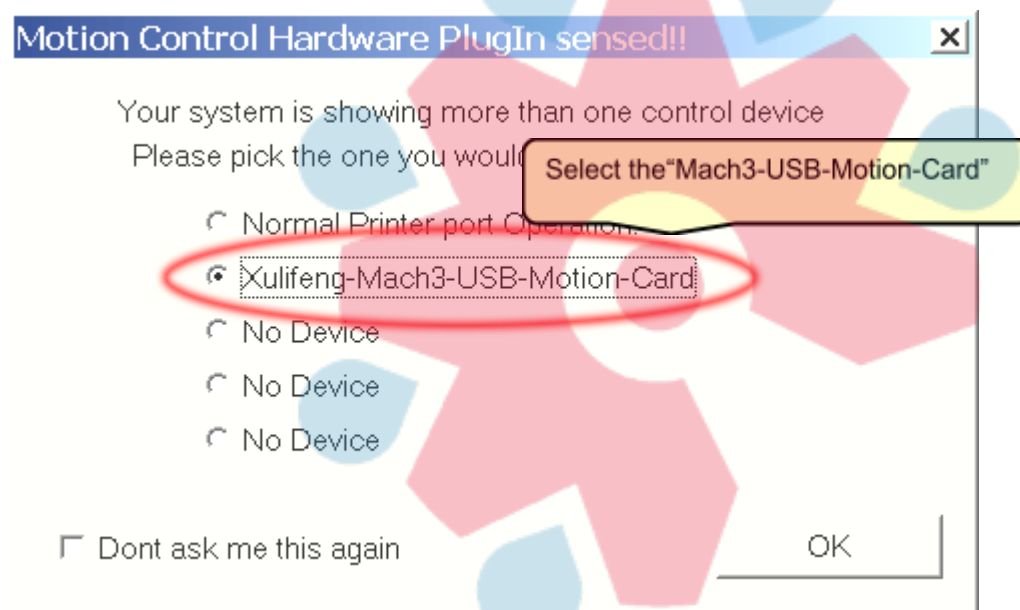 Motion Control Hardware PlugIn sensed!!
Your system is showing more than one control device
Please pick the one you would
Select the“Mach3-USB-Motion-Card”
Normal Printer port Operation.
Xulifeng-Mach3-USB-Motion-Card
No Device
No Device
No Device
Dont ask me this again
OK